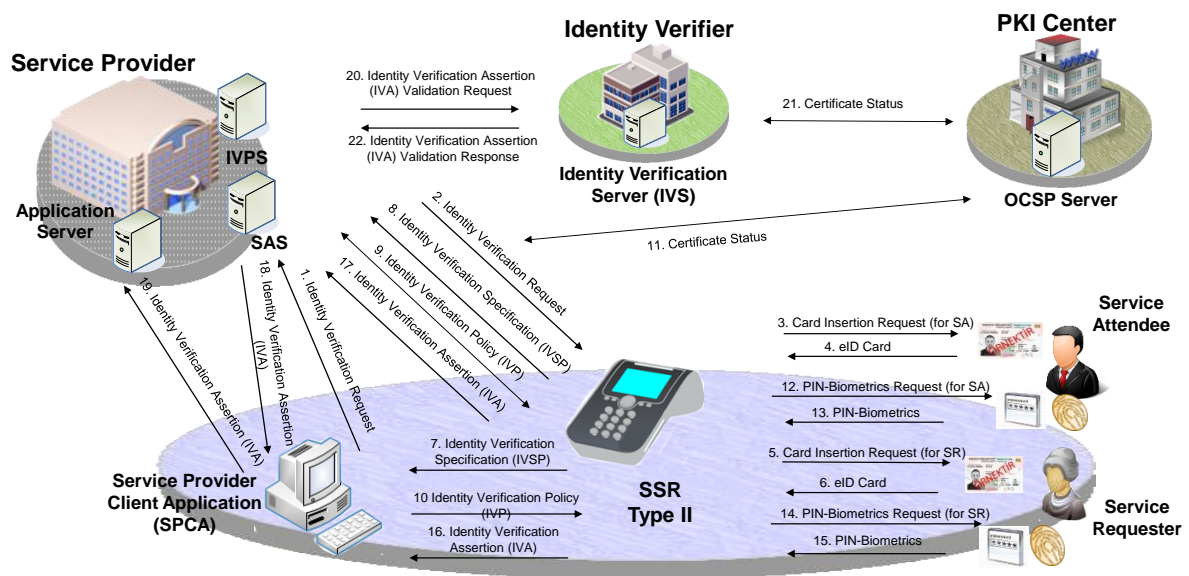 Service Provider
IVPS
Application
Server
SAS
Identity Verifier
Identity Verification
Server (IVS)
PKI Center
WWW
OCSP Server
20. Identity Verification Assertion
(IVA) Validation Request
22. Identity Verification Assertion
(IVA) Validation Response
21. Certificate Status
11. Certificate Status
2. Identity Verification Request
8. Identity Verification Specification (IVSP)
9. Identity Verification Policy (IVP)
17. Identity Verification Assertion (IVA)
1. Identity Verification Request
18. Identity Verification Assertion
(IVA)
19. Identity Verification Assertion (IVA)
Service
Attendee
3. Card Insertion Request (for SA)
4. eID Card
ÖRNEKTİR
12. PIN-Biometrics Request (for SA)
13. PIN-Biometrics
5. Card Insertion Request (for SR)
6. eID Card
ÖRNEKTİR
14. PIN-Biometrics Request (for SR)
15. PIN-Biometrics
Service
Requester
7. Identity Verification
Specification (IVSP)
10 Identity Verification Policy
(IVP)
16. Identity Verification
Assertion (IVA)
SSR
Type II
Service Provider
Client Application
(SPCA)